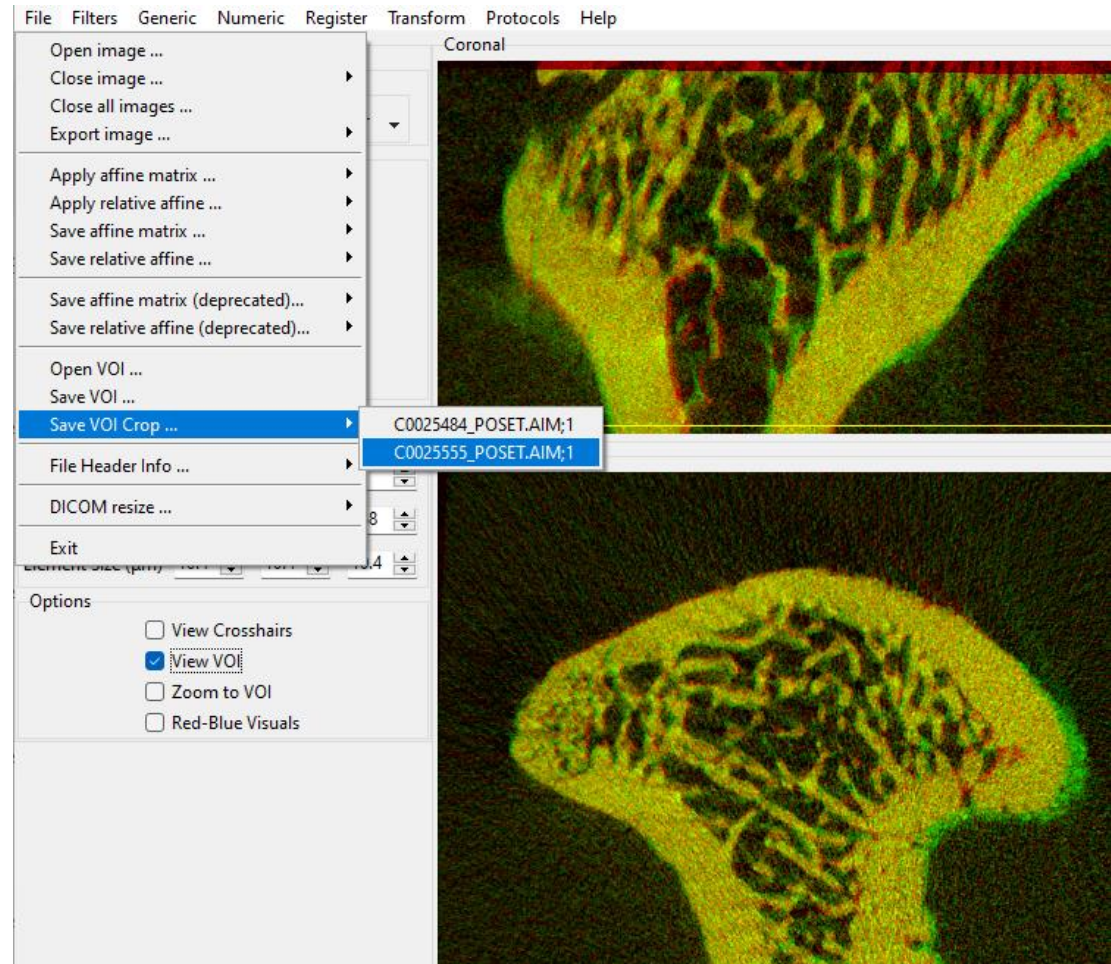 File Filters Generic Numeric Register Transform Protocols Help
Open image ...
Close image ...
Close all images ...
Export image ...
Apply affine matrix ...
Apply relative affine ...
Save affine matrix ...
Save relative affine ...
Save affine matrix (deprecated)...
Save relative affine (deprecated)...
Open VOI ...
Save VOI ...
Save VOI Crop ...
File Header Info ...
DICOM resize ...
Exit
C0025484_POSET.AIM;1
C0025555_POSET.AIM;1
Coronal
8
Options
View Crosshairs
View VOI
Zoom to VOI
Red-Blue Visuals